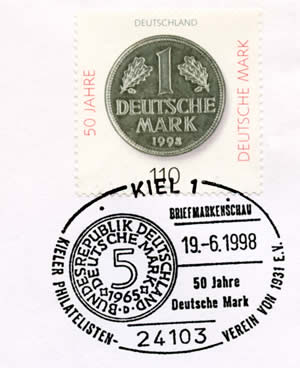 DEUTSCHLAND
50 JAHRE
DEUTSCHE MARK
1
DEUTSCHE
MARK
1998
110
KIEL 1
BRIEFMARKENSCHAU
19.-6.1998
50 Jahre
Deutsche Mark
BUNDESREPUBLIK DEUTSCHLAND
DEUTSCHE MARK
5
1965
D
KIELER PHILATELISTEN-
VEREIN VON 1931 E.V.
24103